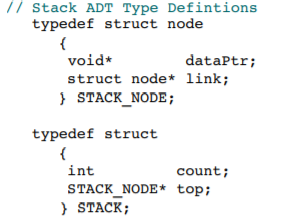 // Stack ADT Type Defintions
typedef struct node
{
void* dataPtr;
struct node* link;
} STACK_NODE;
typedef struct
{
int count;
STACK_NODE* top;
} STACK;